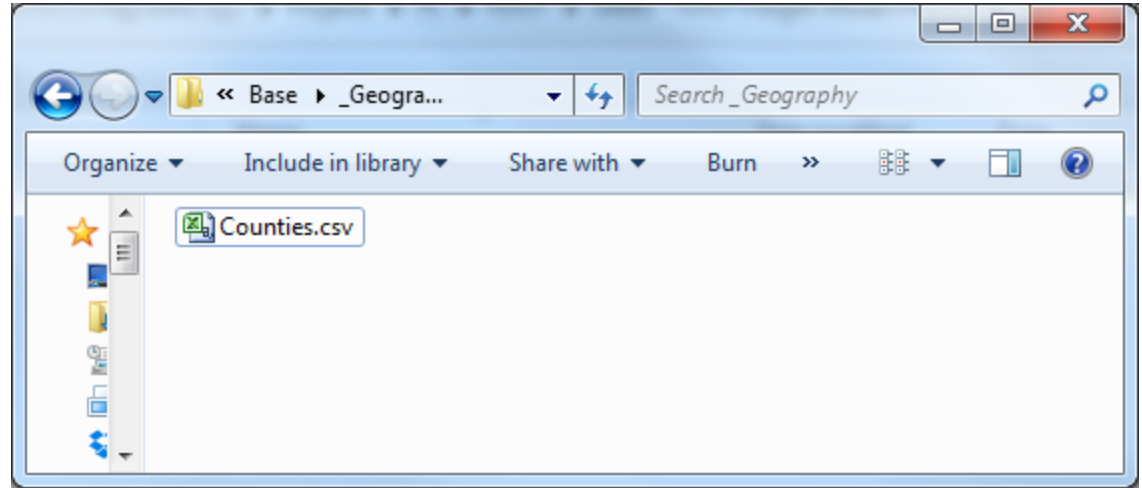 « Base ▸ _Geogra... Search _Geography
Organize Include in library Share with Burn »
Counties.csv